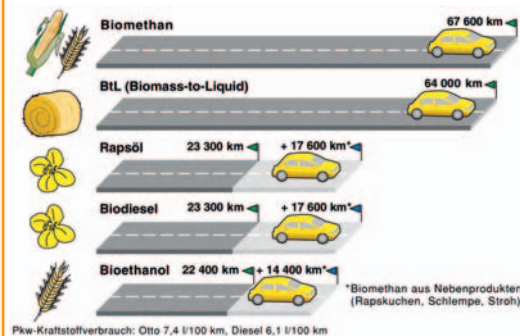 Biomethan
67 600 km
BtL (Biomass-to-Liquid)
64 000 km
Rapsöl 23 300 km + 17 600 km*
Biodiesel 23 300 km + 17 600 km*
Bioethanol 22 400 km + 14 400 km*
*Biomethan aus Nebenprodukten
(Rapskuchen, Schlempe, Stroh)
Pkw-Kraftstoffverbrauch: Otto 7,4 l/100 km, Diesel 6,1 l/100 km